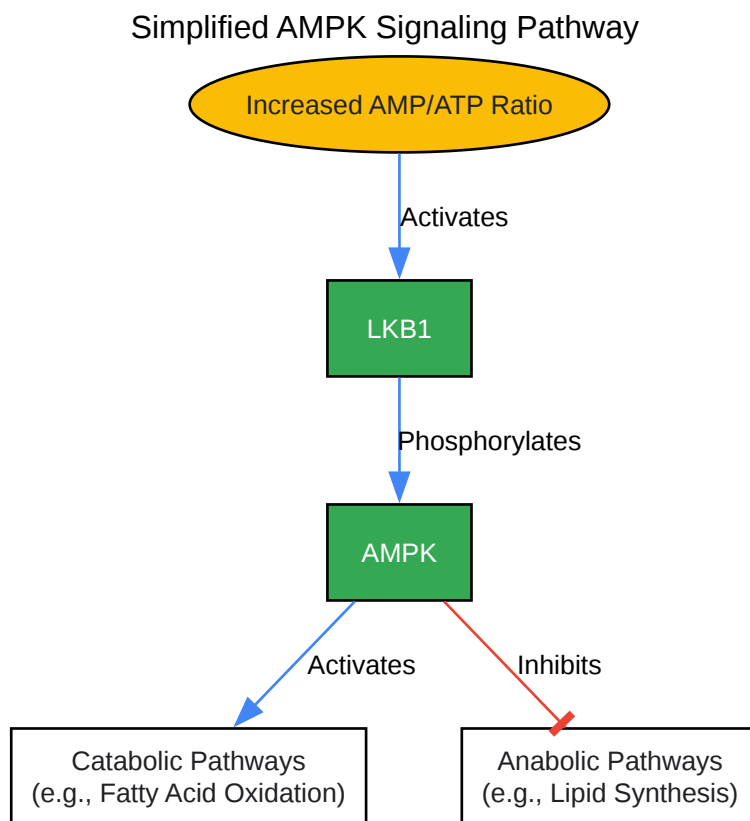 Simplified AMPK Signaling Pathway
Increased AMP/ATP Ratio
Activates
LKB1
Phosphorylates
AMPK
Activates
Inhibits
Catabolic Pathways
(e.g., Fatty Acid Oxidation)
Anabolic Pathways
(e.g., Lipid Synthesis)